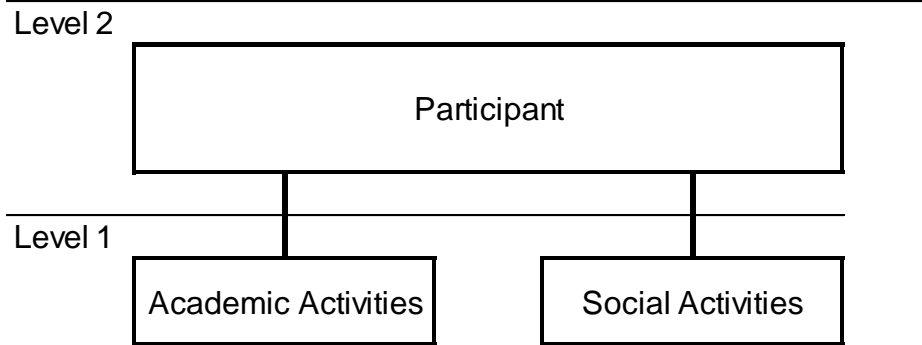 Level 2
Participant
Level 1
Academic Activities
Social Activities